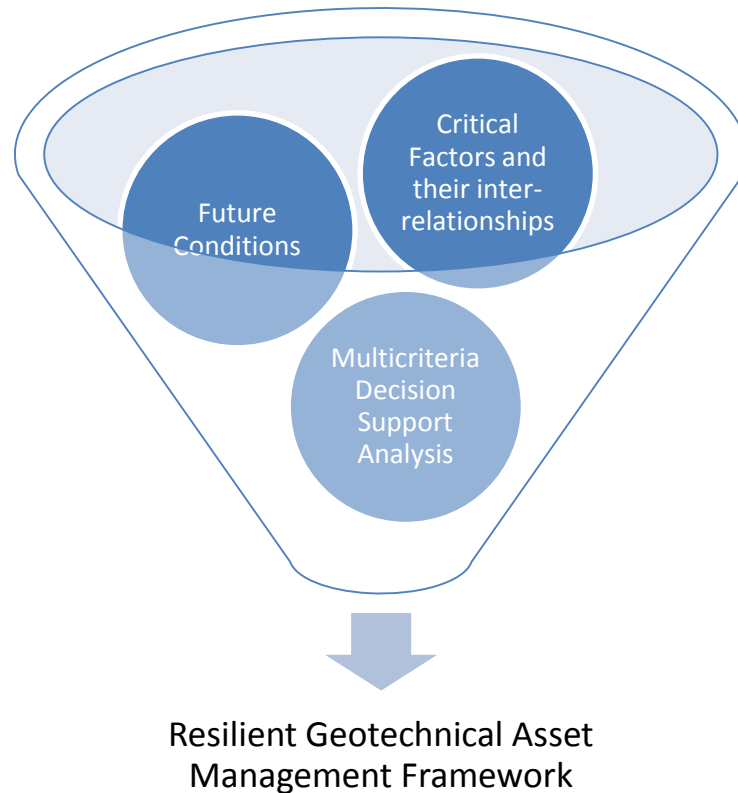 Critical
Factors and
their inter-
relationships
Future
Conditions
Multicriteria
Decision
Support
Analysis
Resilient Geotechnical Asset
Management Framework